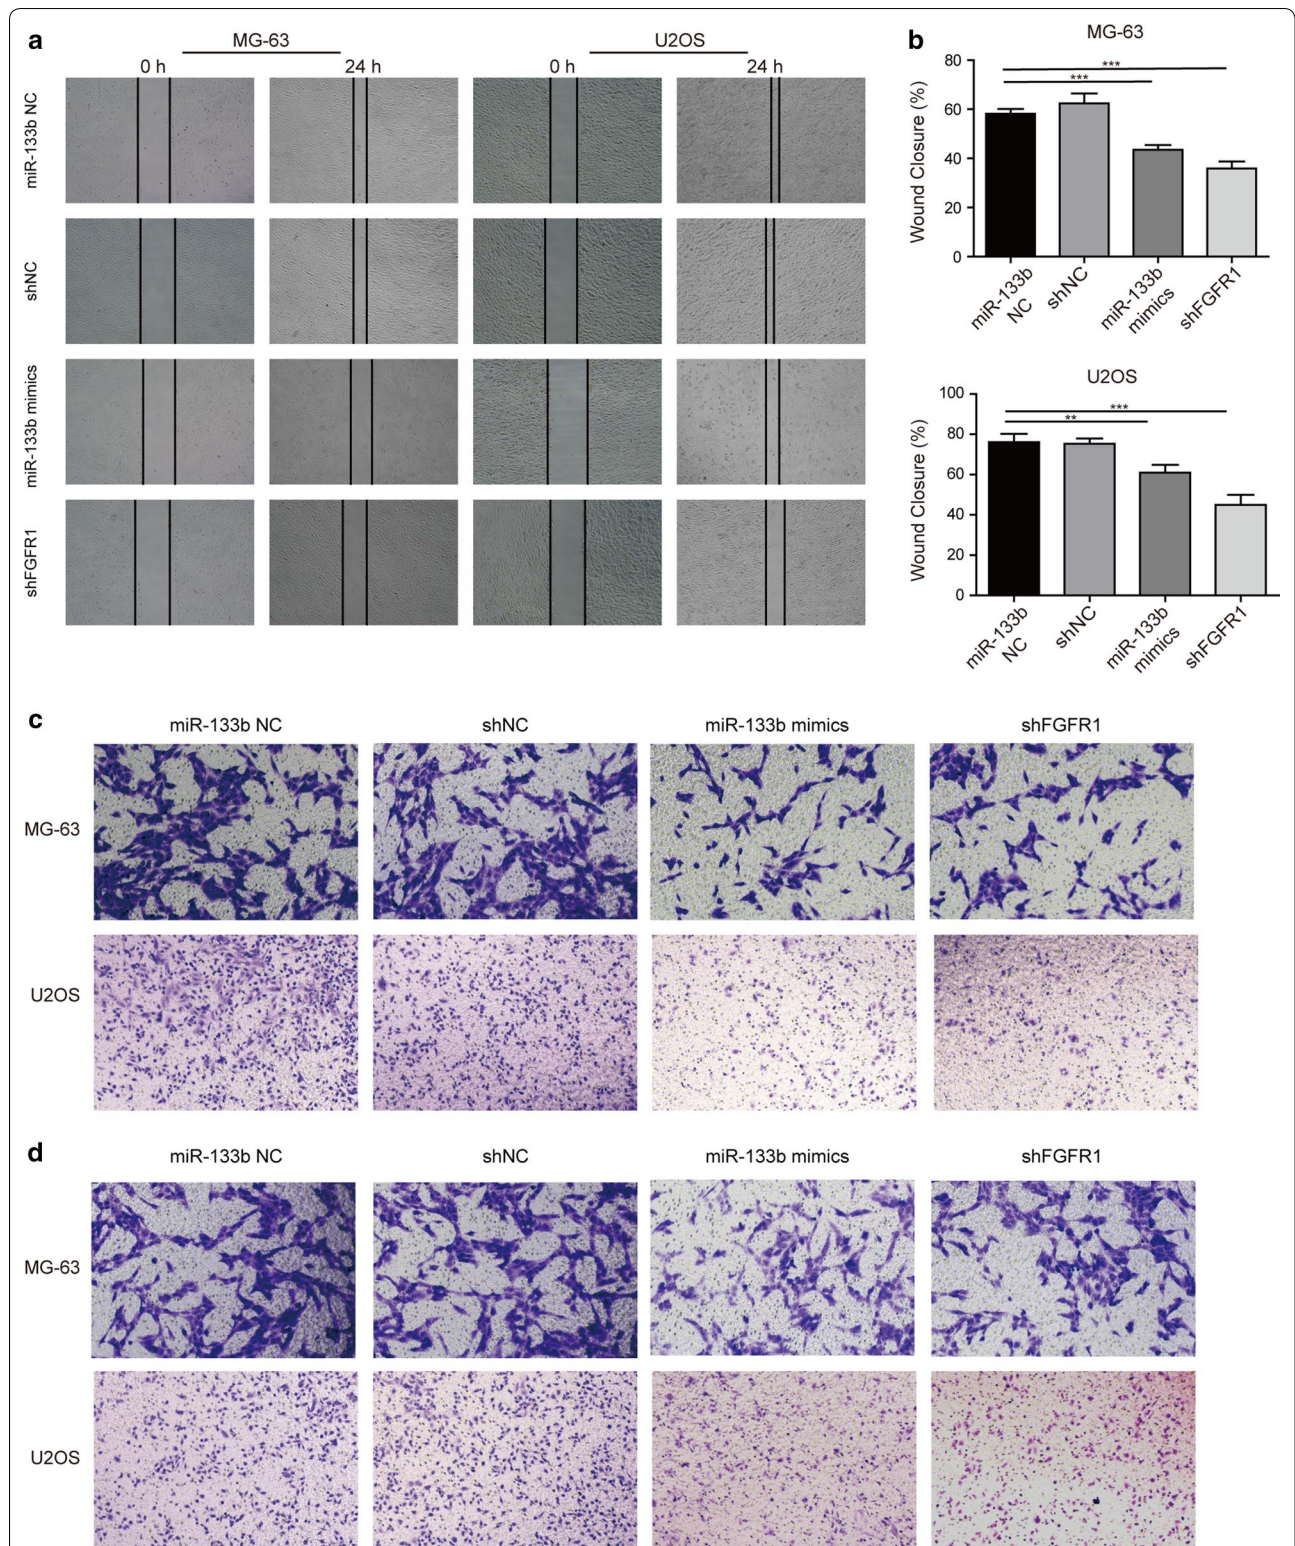 a
MG-63
U2OS
0 h
24 h
0 h
24 h
miR-133b NC
shNC
miR-133b mimics
shFGFR1
b
MG-63
Wound Closure (%)
80
60
40
20
0
***
***
miR-133b
NC
shNC
miR-133b
mimics
shFGFR1
U2OS
Wound Closure (%)
100
80
60
40
20
0
***
**
miR-133b
NC
shNC
miR-133b
mimics
shFGFR1
c
miR-133b NC
shNC
miR-133b mimics
shFGFR1
MG-63
U2OS
d
miR-133b NC
shNC
miR-133b mimics
shFGFR1
MG-63
U2OS